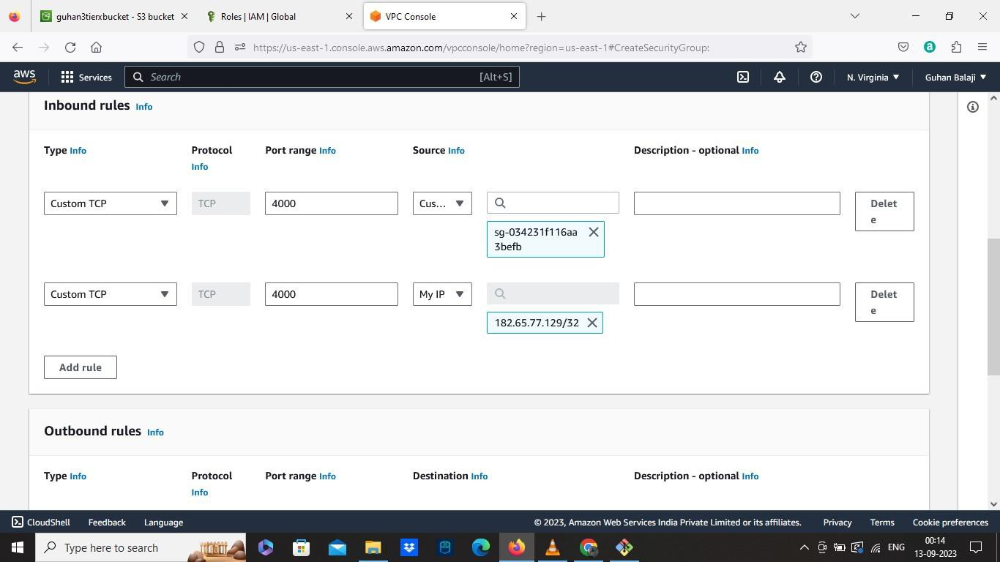 guhan3tierxbucket - S3 bucket
Roles | IAM | Global
VPC Console
https://us-east-1.console.aws.amazon.com/vpcconsole/home?region=us-east-1#CreateSecurityGroup:
aws
Services
Search
[Alt+S]
N. Virginia
Guhan Balaji
Inbound rules Info
Type Info
Protocol
Info
Port range Info
Source Info
Description - optional Info
Custom TCP
TCP
4000
Cus...
Delet
e
sg-034231f116aa
3befb
Custom TCP
TCP
4000
My IP
Delet
e
182.65.77.129/32
Add rule
Outbound rules Info
Type Info
Protocol
Info
Port range Info
Destination Info
Description - optional Info
CloudShell
Feedback
Language
© 2023, Amazon Web Services India Private Limited or its affiliates.
Privacy
Terms
Cookie preferences
Type here to search
ENG
00:14
13-09-2023